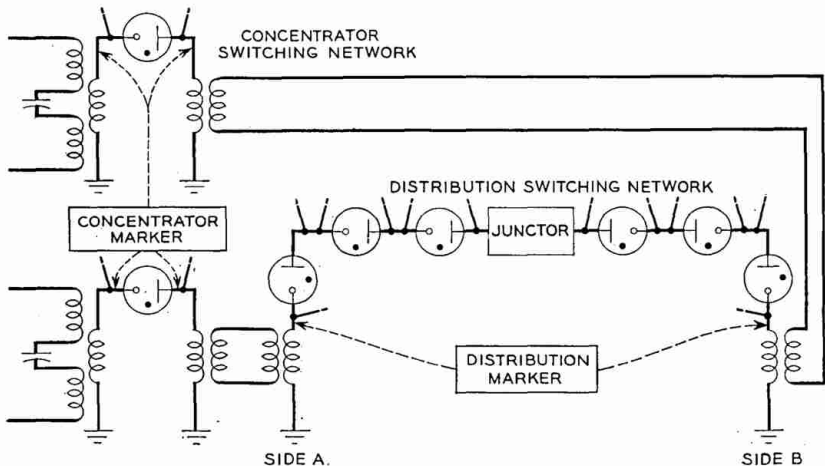 CONCENTRATOR
SWITCHING NETWORK
DISTRIBUTION SWITCHING NETWORK
CONCENTRATOR
MARKER
JUNCTOR
DISTRIBUTION
MARKER
SIDE A.
SIDE B